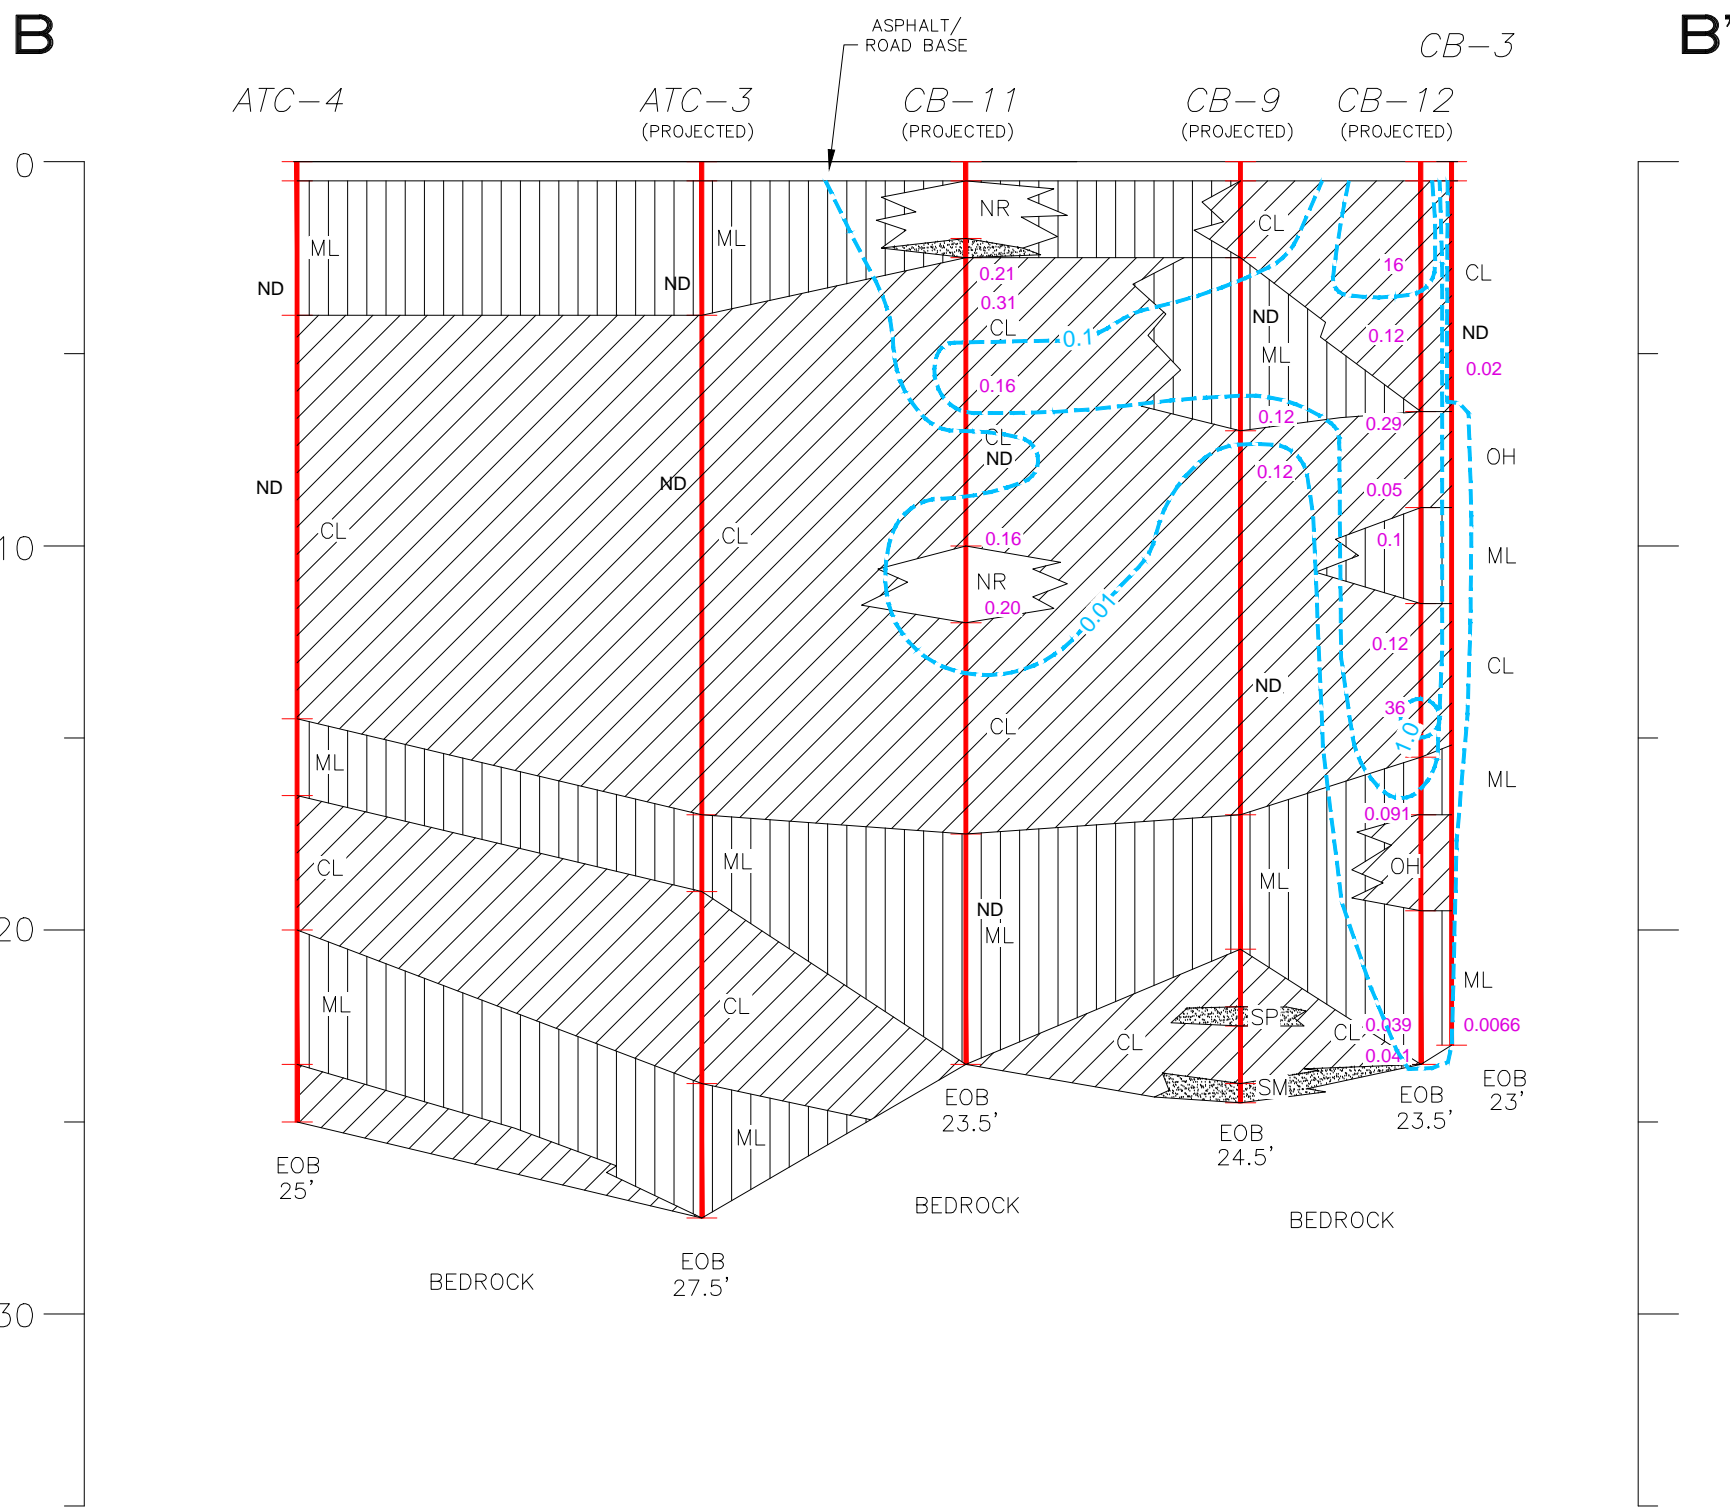 B
B'
ASPHALT/
ROAD BASE
CB-3
ATC-4
ATC-3
(PROJECTED)
CB-11
(PROJECTED)
CB-9
(PROJECTED)
CB-12
(PROJECTED)
0
NR
CL
ML
ML
16
CL
ND
ND
0.21
0.31
ND
CL
0.1
0.12
ND
ML
0.02
0.16
0.12
0.29
CL
ND
OH
0.12
ND
ND
0.05
CL
CL
10
0.16
0.1
ML
NR
0.20
0.01
0.12
CL
ND
36
CL
1.0
ML
ML
0.091
ML
CL
OH
ML
ND
ML
20
ML
ML
CL
SP
0.039
0.0066
CL
CL
0.041
SM
EOB
23.5'
EOB
23.5'
EOB
23'
ML
EOB
24.5'
EOB
25'
BEDROCK
BEDROCK
EOB
27.5'
BEDROCK
30